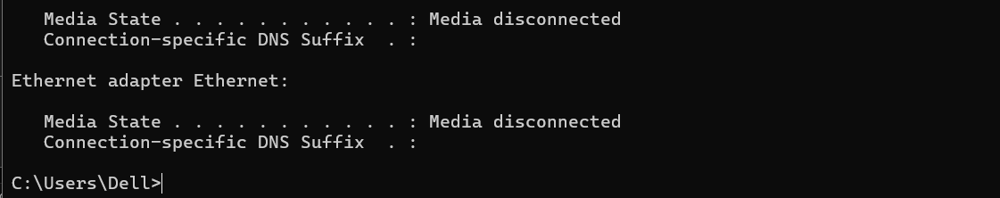 Media State . . . . . . . . . . . : Media disconnected
Connection-specific DNS Suffix  . :
Ethernet adapter Ethernet:
Media State . . . . . . . . . . . : Media disconnected
Connection-specific DNS Suffix  . :
C:\Users\Dell>